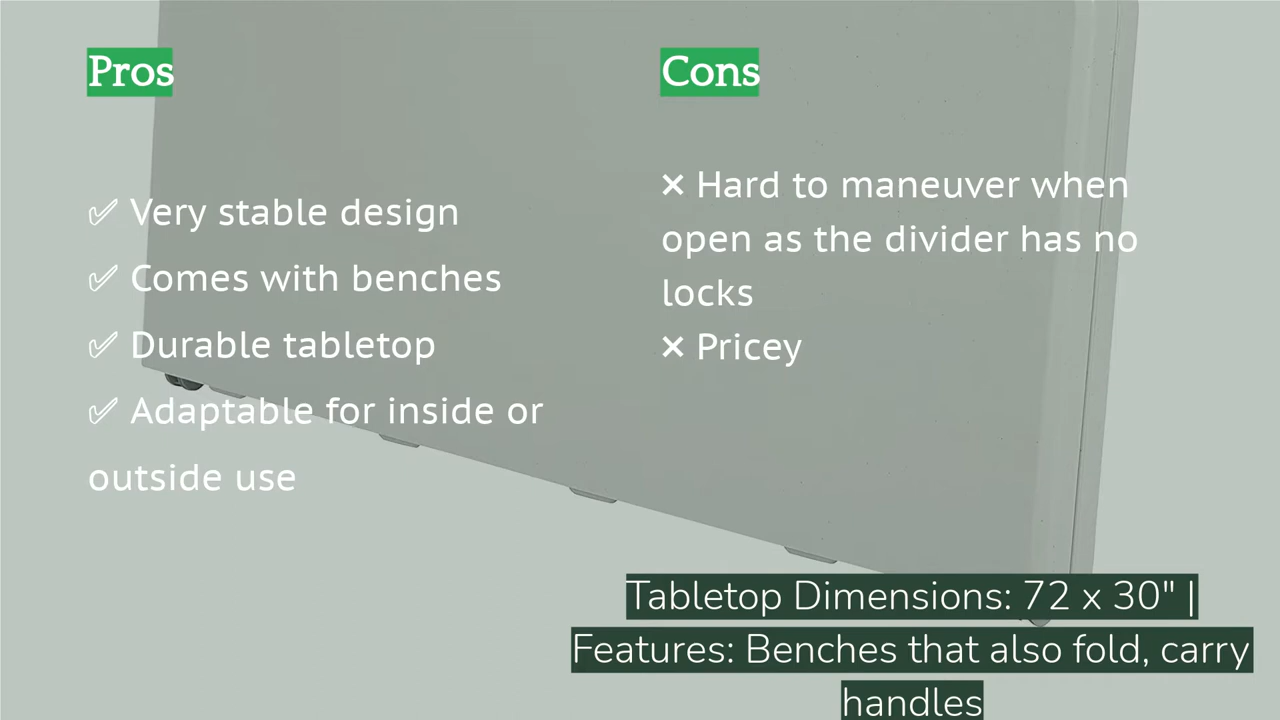 Pros
✅ Very stable design
✅ Comes with benches
✅ Durable tabletop
✅ Adaptable for inside or
outside use
Cons
❌ Hard to maneuver when
open as the divider has no
locks
❌ Pricey
Tabletop Dimensions: 72 x 30" |
Features: Benches that also fold, carry
handles